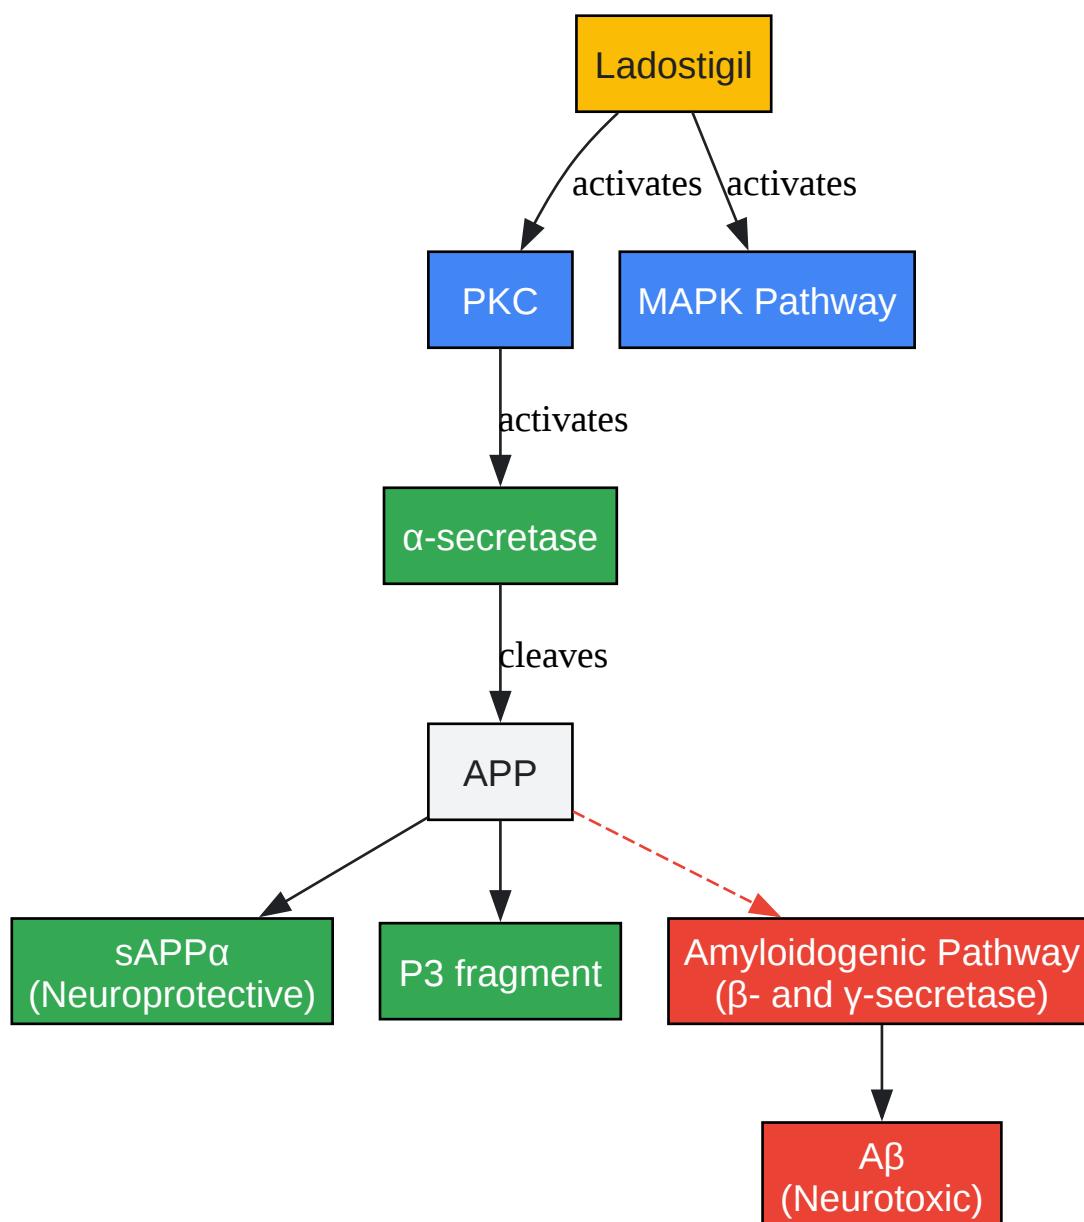 Ladostigil
activates
activates
PKC
MAPK Pathway
activates
α-secretase
cleaves
APP
sAPPα
(Neuroprotective)
P3 fragment
Amyloidogenic Pathway
(β- and γ-secretase)
Aβ
(Neurotoxic)